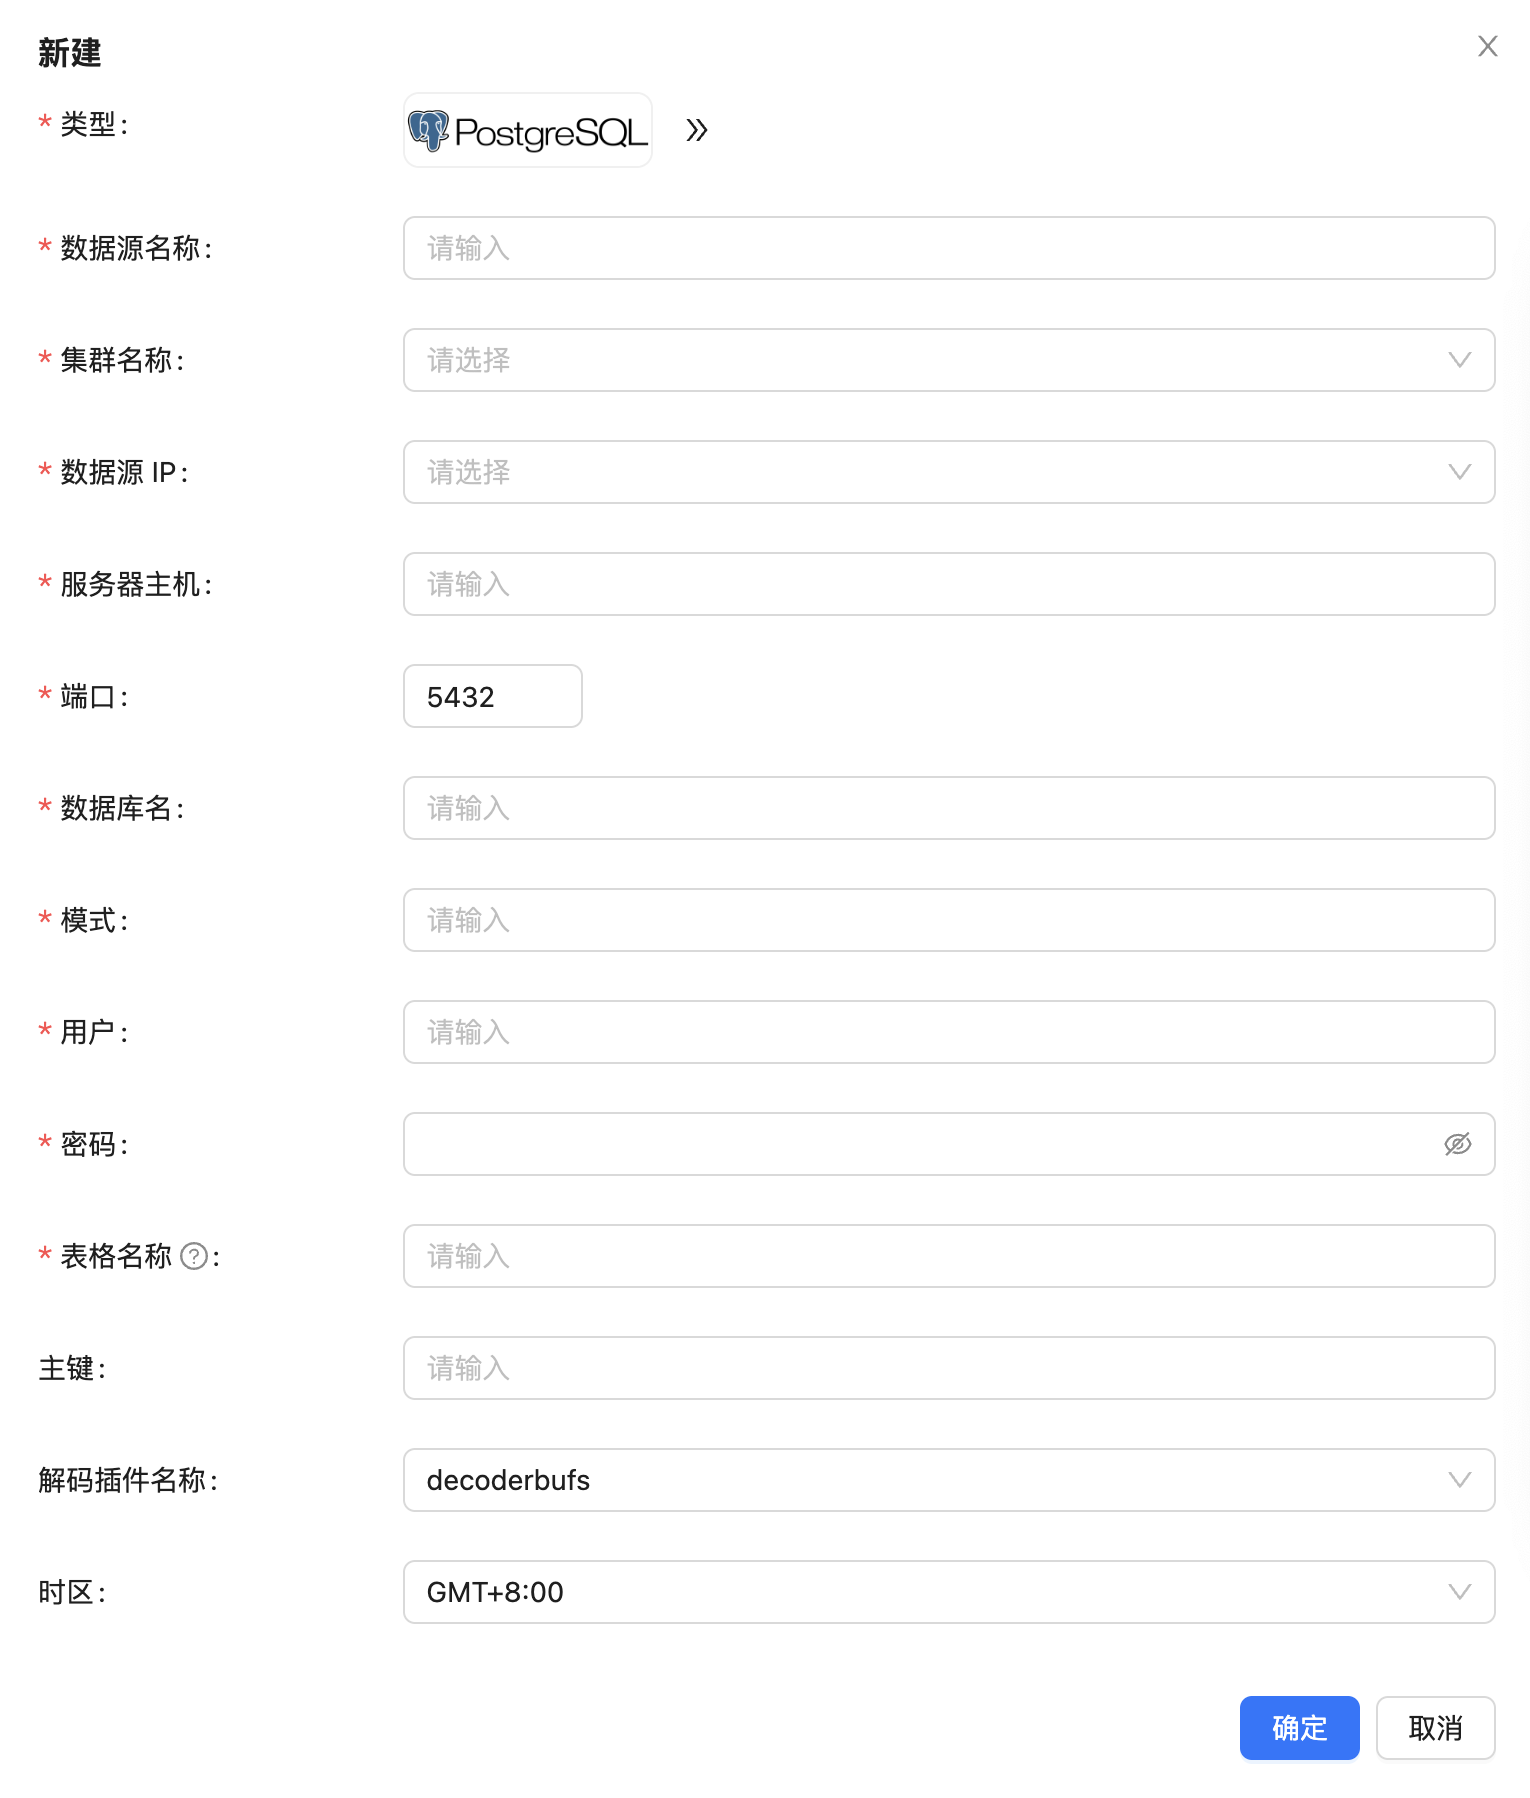 新建
* 类型: PostgreSQL
* 数据源名称: 请输入
* 集群名称: 请选择
* 数据源 IP: 请选择
* 服务器主机: 请输入
* 端口: 5432
* 数据库名: 请输入
* 模式: 请输入
* 用户: 请输入
* 密码:
* 表格名称 ?: 请输入
主键: 请输入
解码插件名称: decoderbufs
时区: GMT+8:00
确定 取消